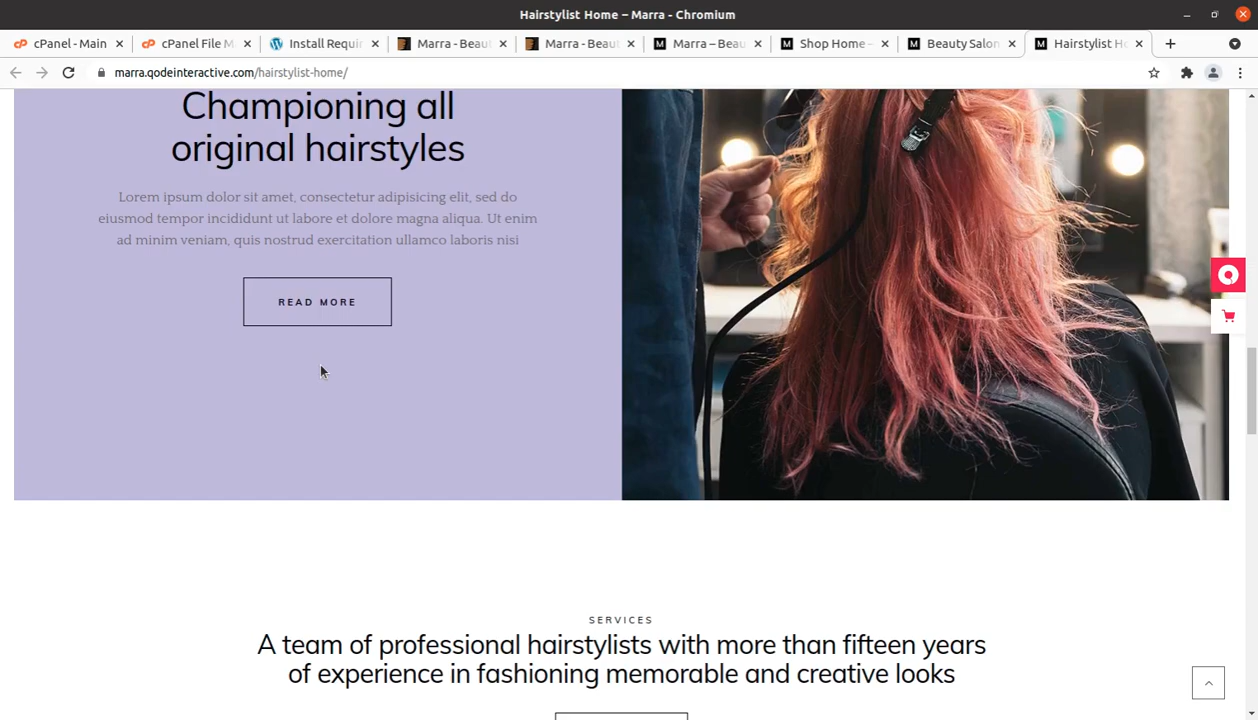 Hairstylist Home – Marra - Chromium
cPanel - Main
cPanel File M
Install Requir
Marra - Beau
Marra - Beau
Marra – Beau
Shop Home –
Beauty Salon
Hairstylist H
marra.qodeinteractive.com/hairstylist-home/
Championing all
original hairstyles
Lorem ipsum dolor sit amet, consectetur adipisicing elit, sed do
eiusmod tempor incididunt ut labore et dolore magna aliqua. Ut enim
ad minim veniam, quis nostrud exercitation ullamco laboris nisi
READ MORE
SERVICES
A team of professional hairstylists with more than fifteen years
of experience in fashioning memorable and creative looks